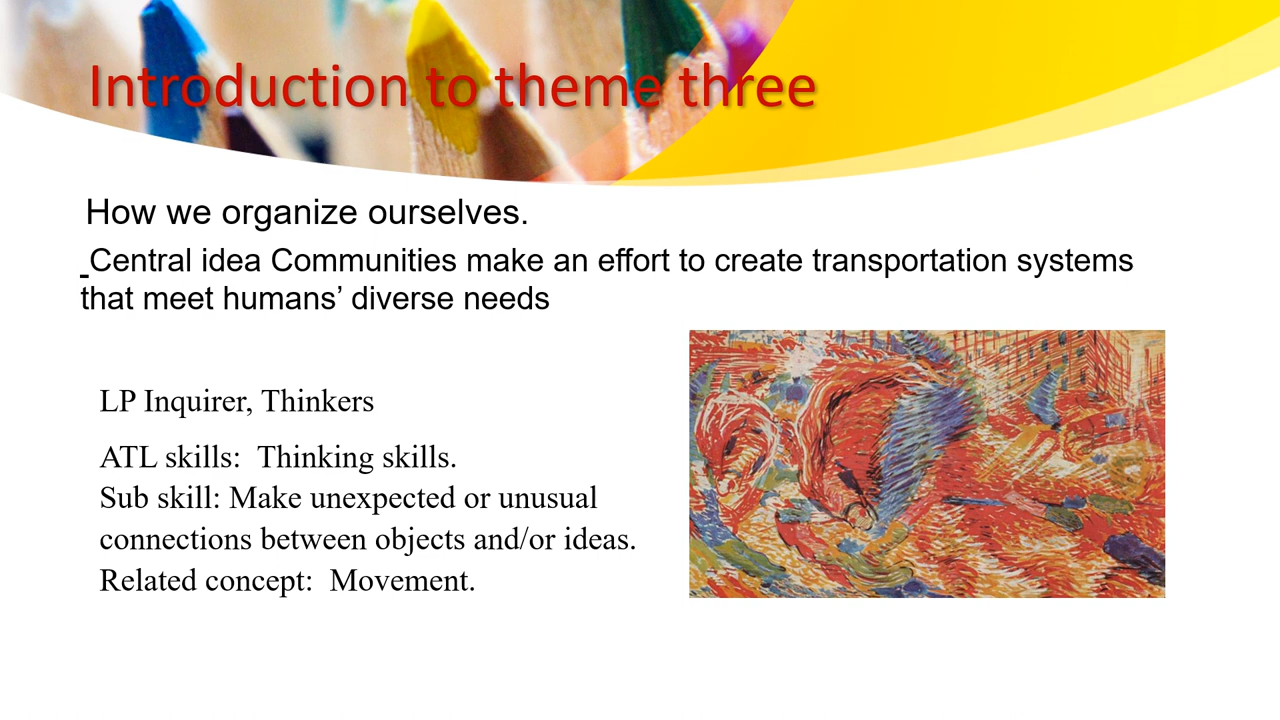 Introduction to theme three
How we organize ourselves.
Central idea Communities make an effort to create transportation systems
that meet humans’ diverse needs
LP Inquirer, Thinkers
ATL skills:  Thinking skills.
Sub skill: Make unexpected or unusual
connections between objects and/or ideas.
Related concept:  Movement.